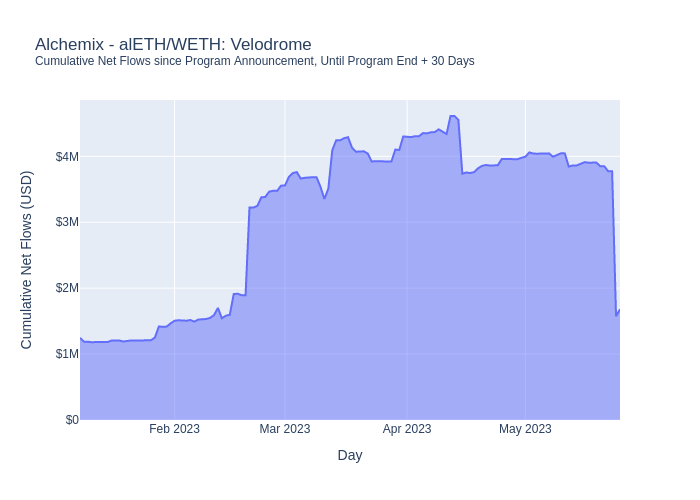 Alchemix - alETH/WETH: Velodrome
Cumulative Net Flows since Program Announcement, Until Program End + 30 Days
Cumulative Net Flows (USD)
$4M
$3M
$2M
$1M
$0
Feb 2023
Mar 2023
Apr 2023
May 2023
Day